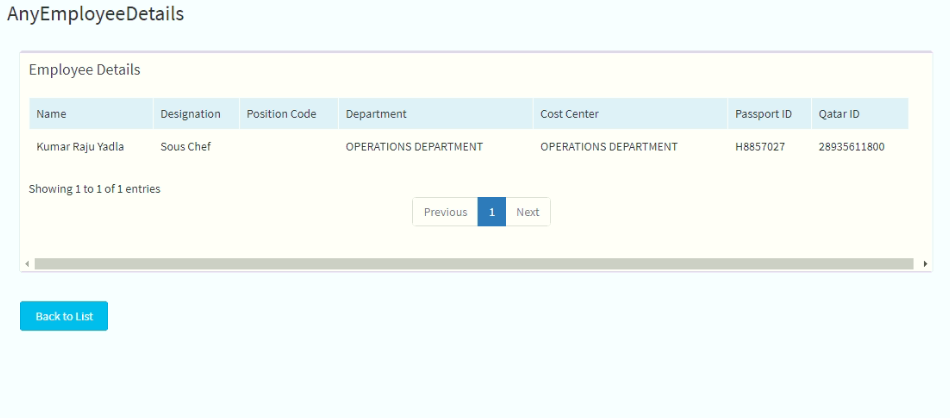 AnyEmployeeDetails
Employee Details
Name Designation Position Code Department Cost Center Passport ID Qatar ID
Kumar Raju Yadla Sous Chef OPERATIONS DEPARTMENT OPERATIONS DEPARTMENT H8857027 28935611800
Showing 1 to 1 of 1 entries
Previous 1 Next
Back to List